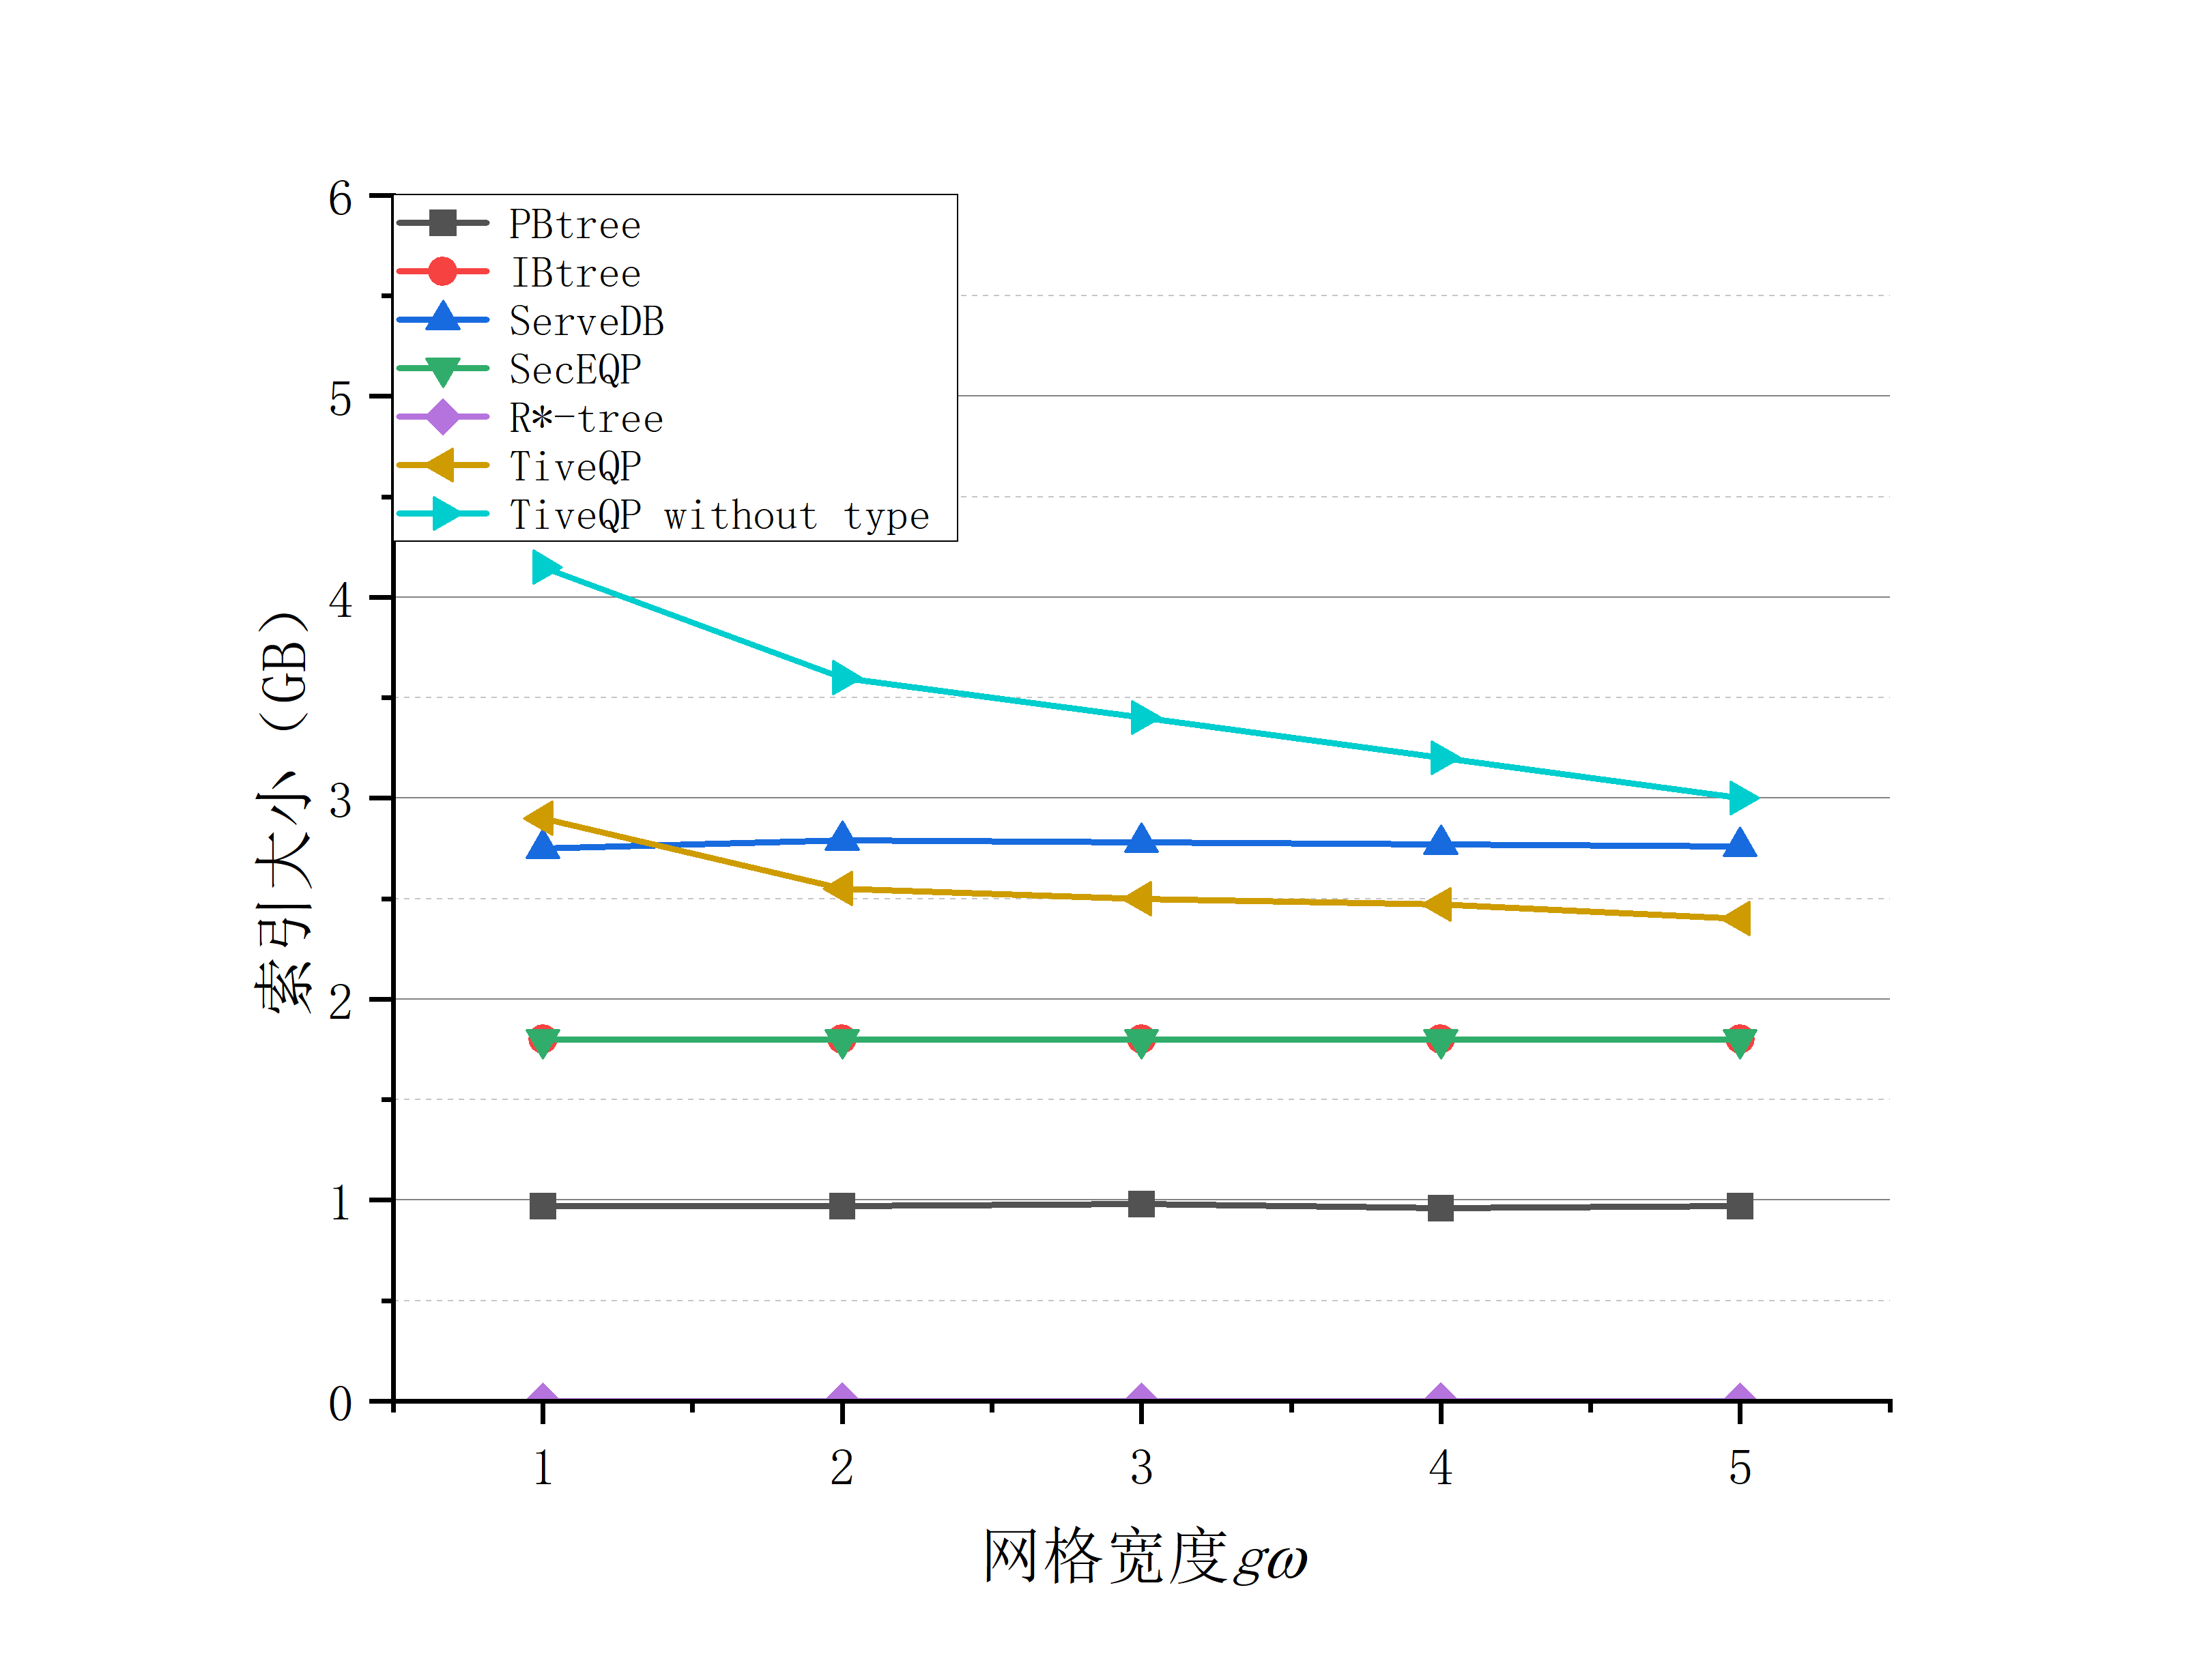 6
5
4
3
2
1
0
PBtree
IBtree
ServeDB
SecEQP
R*-tree
TiveQP
TiveQP without type
索引大小（GB）
1 2 3 4 5
网格宽度gω